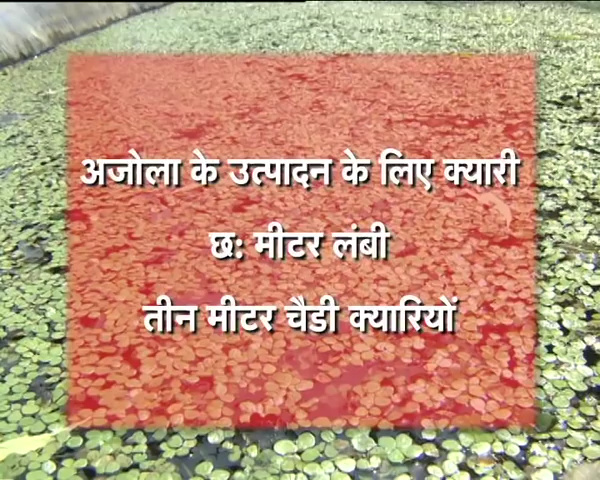 अजोला के उत्पादन के लिए क्यारी
छः मीटर लंबी
तीन मीटर चैडी क्यारियों